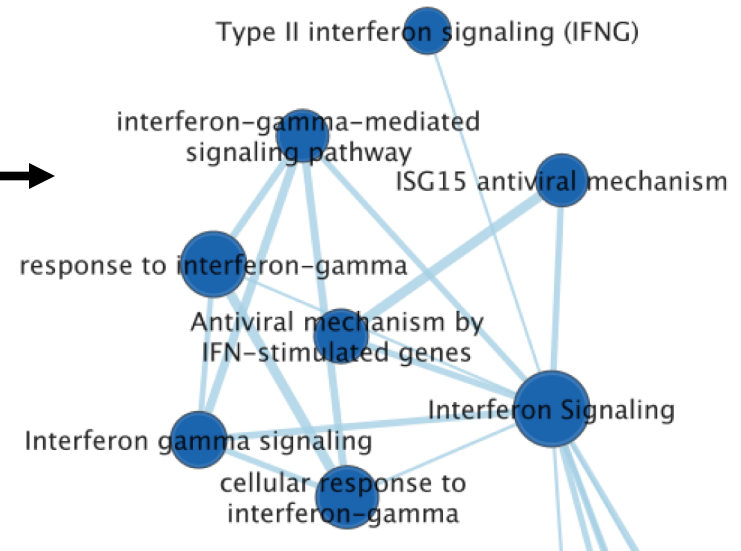 Type II interferon signaling (IFNG)
interferon-gamma-mediated
signaling pathway
ISG15 antiviral mechanism
response to interferon-gamma
Antiviral mechanism by
IFN-stimulated genes
Interferon Signaling
Interferon gamma signaling
cellular response to
interferon-gamma